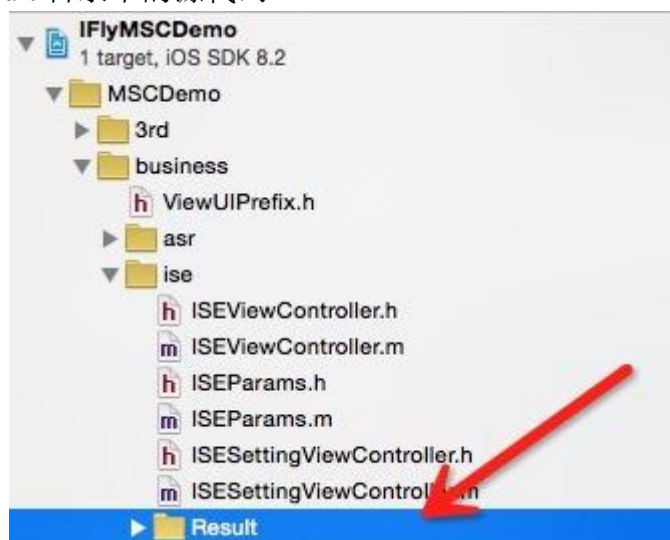 IFlyMSCDemo
1 target, iOS SDK 8.2
MSCDemo
3rd
business
h ViewUIPrefix.h
asr
ise
h ISEViewController.h
m ISEViewController.m
h ISEParams.h
m ISEParams.m
h ISESettingViewController.h
m
Result